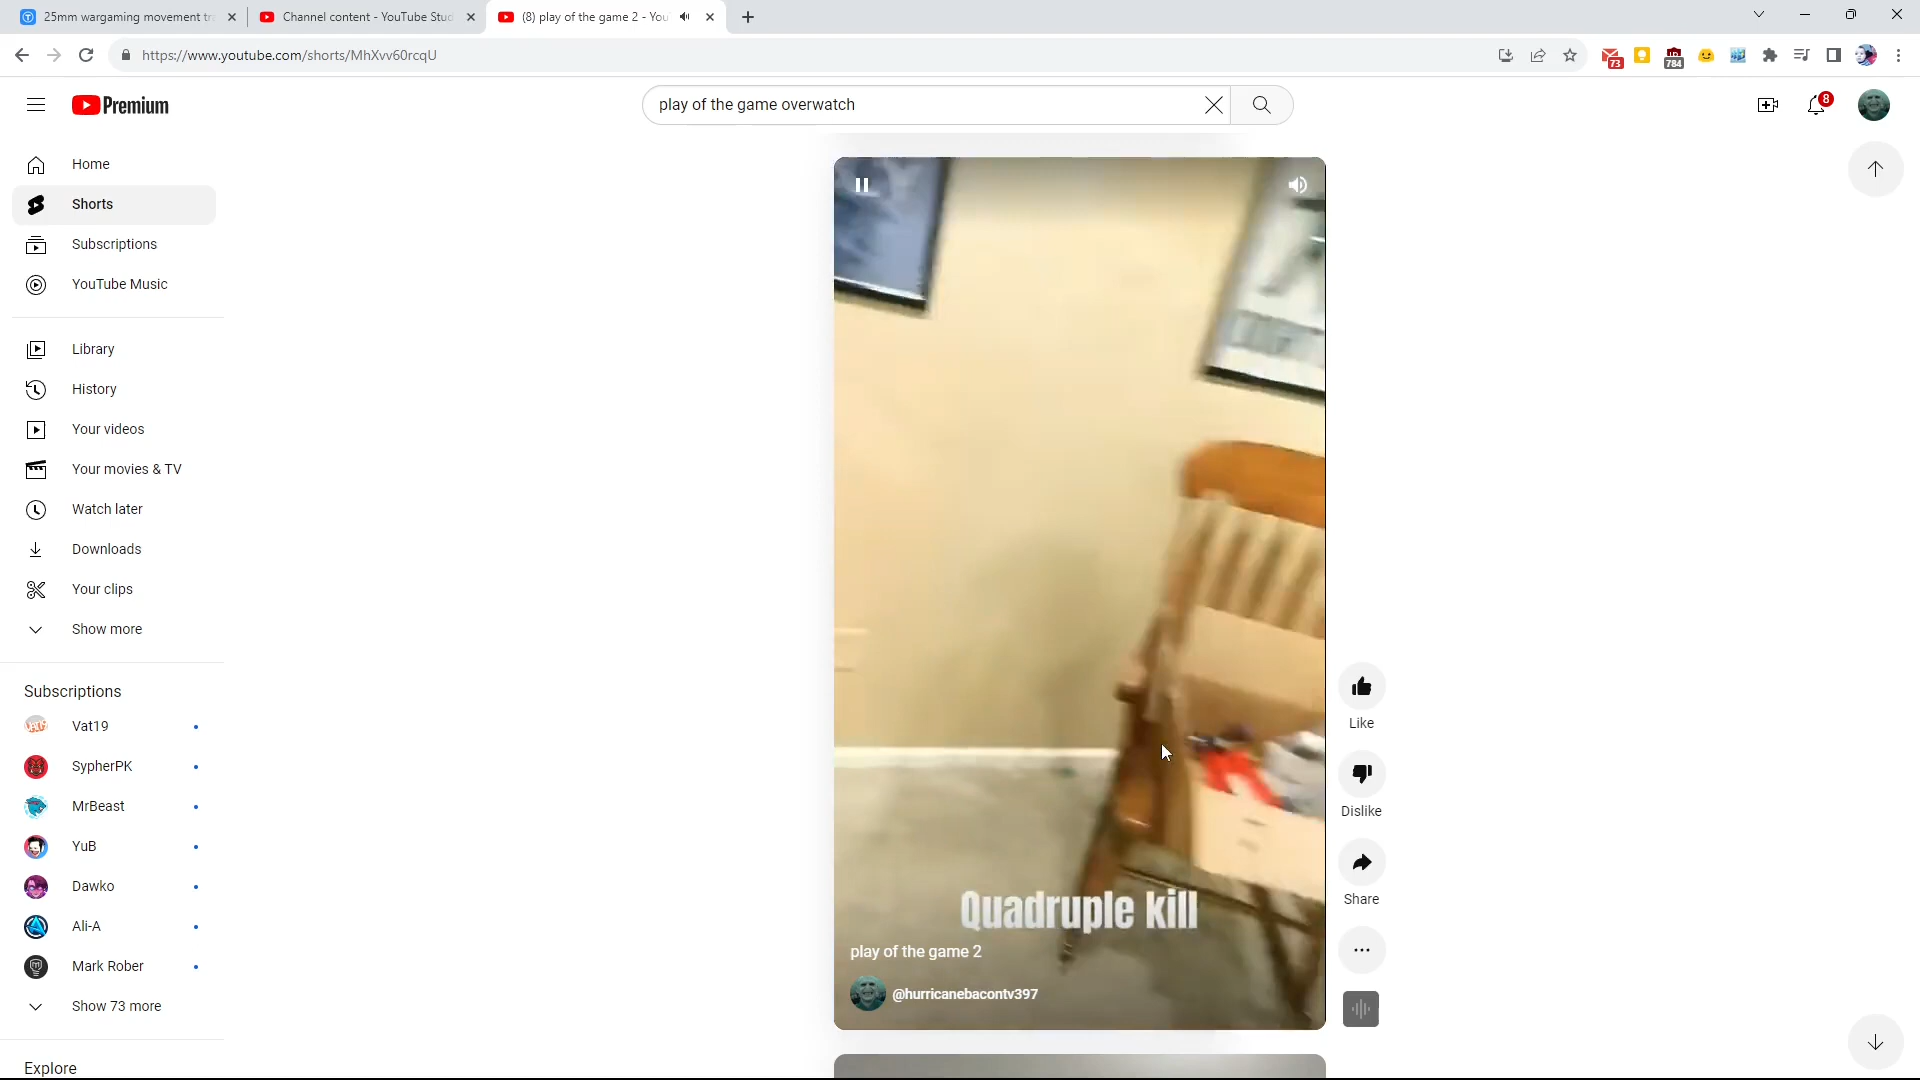 25mm wargaming movement tr
Channel content - YouTube Stud
(8) play of the game 2 - You
https://www.youtube.com/shorts/MhXvv60rcqU
73
784
Premium
play of the game overwatch
8
Home
Shorts
Subscriptions
YouTube Music
Library
History
Your videos
Your movies & TV
Watch later
Downloads
Your clips
Show more
Subscriptions
Vat19
SypherPK
MrBeast
YuB
Dawko
Ali-A
Mark Rober
Show 73 more
Explore
Quadruple kill
play of the game 2
@hurricanebacontv397
Like
Dislike
Share